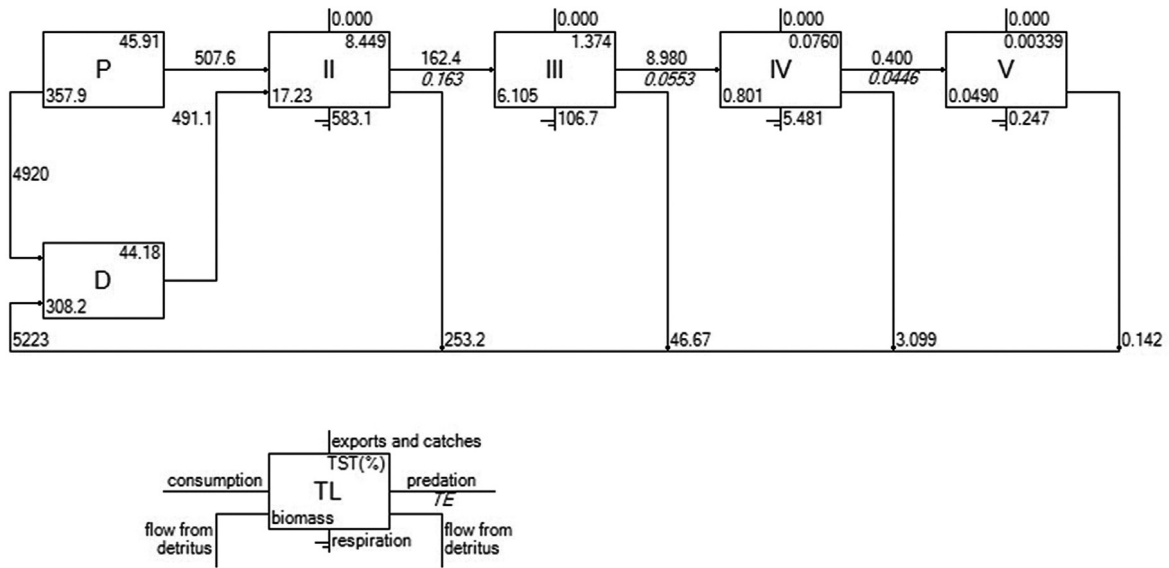 0.000 0.000 0.000 0.000
45.91 8.449 1.374 0.0760 0.00339
507.6 162.4 8.980 0.400
P II III IV V
0.163 0.0553 0.0446
357.9 17.23 6.105 0.801 0.0490
491.1 583.1 106.7 5.481 0.247
4920
44.18
D
308.2
5223 253.2 46.67 3.099 0.142
exports and catches
TST(%)
consumption predation
TL
TE
biomass
flow from detritus
respiration
flow from detritus